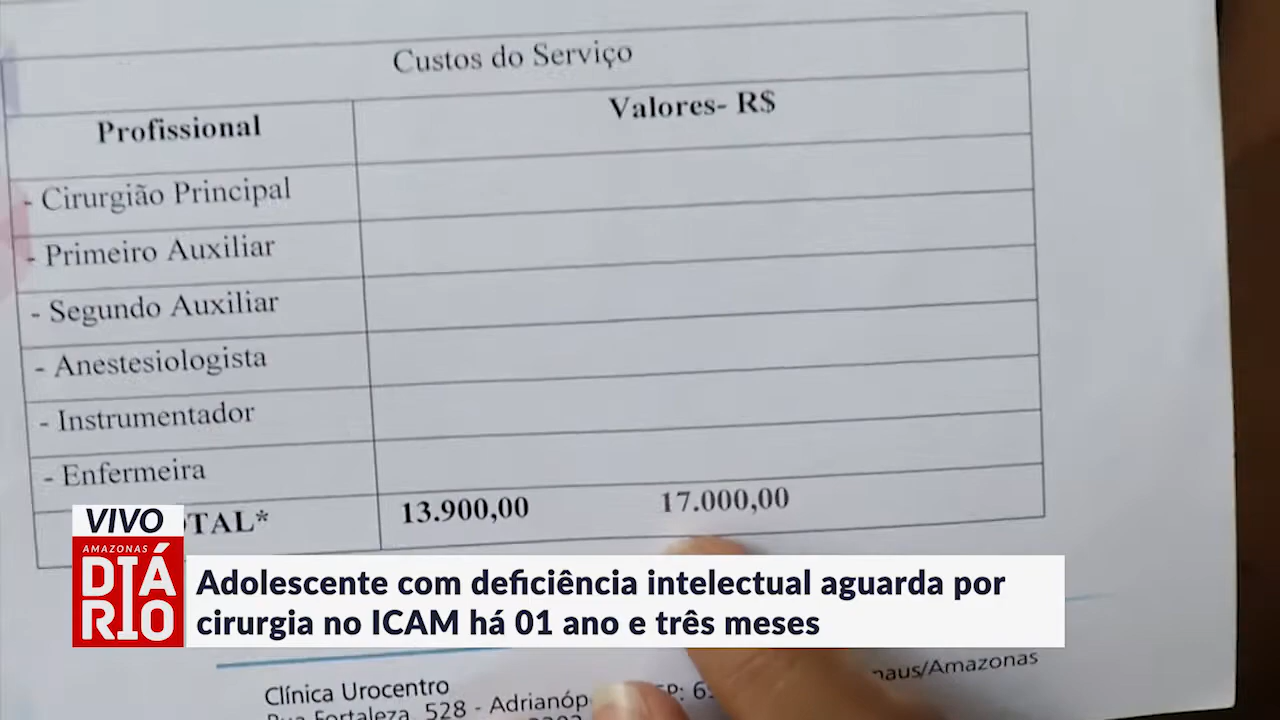 Custos do Serviço
Profissional
Valores- R$
- Cirurgião Principal
- Primeiro Auxiliar
- Segundo Auxiliar
- Anestesiologista
- Instrumentador
- Enfermeira
TAL* 13.900,00 17.000,00
VIVO
AMAZONAS
DIÁ
RIO
Adolescente com deficiência intelectual aguarda por
cirurgia no ICAM há 01 ano e três meses
Clínica Urocentro
Rua Fortaleza, 528 - Adrianóp naus/Amazonas